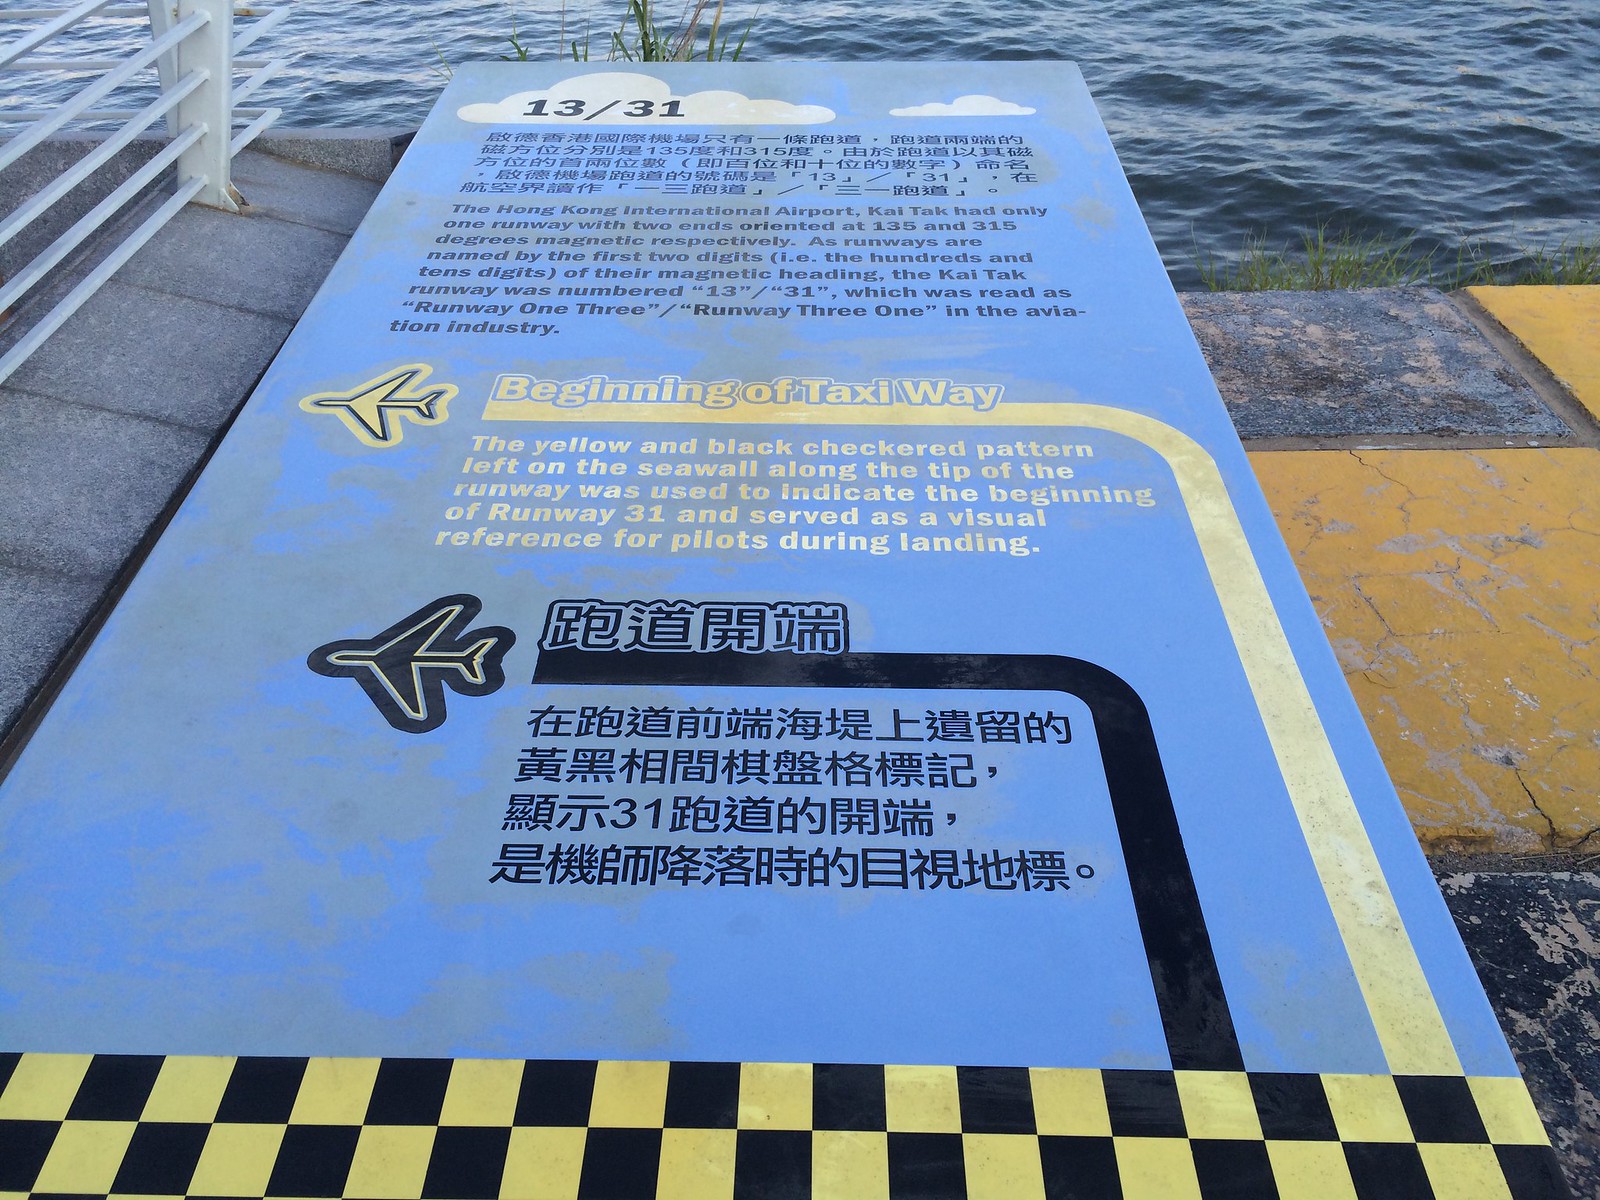 13/31
啟德香港國際機場只有一條跑道，跑道兩端的
磁方位分別是135度和315度。由於跑道以其磁
方位的首兩位數（即百位和十位的數字）命名
，啟德機場跑道的號碼是「13」／「31」，在
航空界讀作「一三跑道」／「三一跑道」。
The Hong Kong International Airport, Kai Tak had only
one runway with two ends oriented at 135 and 315
degrees magnetic respectively. As runways are
named by the first two digits (i.e. the hundreds and
tens digits) of their magnetic heading, the Kai Tak
runway was numbered “13”/“31”, which was read as
“Runway One Three”/“Runway Three One” in the avia-
tion industry.
Beginning of Taxi Way
The yellow and black checkered pattern
left on the seawall along the tip of the
runway was used to indicate the beginning
of Runway 31 and served as a visual
reference for pilots during landing.
跑道開端
在跑道前端海堤上遺留的
黃黑相間棋盤格標記，
顯示31跑道的開端，
是機師降落時的目視地標。